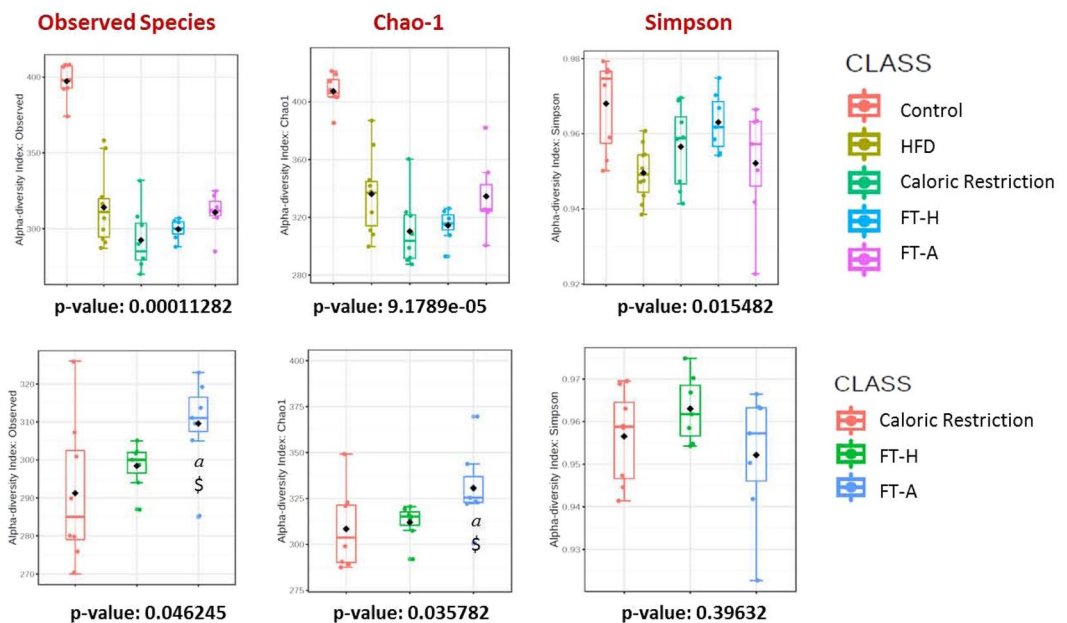 Observed Species
Chao-1
Simpson
Alpha-diversity Index: Observed
400
350
300
Alpha-diversity Index: Chao1
400
360
320
280
Alpha-diversity Index: Simpson
0.98
0.96
0.94
0.92
CLASS
Control
HFD
Caloric Restriction
FT-H
FT-A
p-value: 0.00011282
p-value: 9.1789e-05
p-value: 0.015482
Alpha-diversity Index: Observed
320
310
300
290
280
270
a
$
Alpha-diversity Index: Chao1
400
375
350
325
300
275
a
$
Alpha-diversity Index: Simpson
0.97
0.96
0.95
0.94
0.93
CLASS
Caloric Restriction
FT-H
FT-A
p-value: 0.046245
p-value: 0.035782
p-value: 0.39632